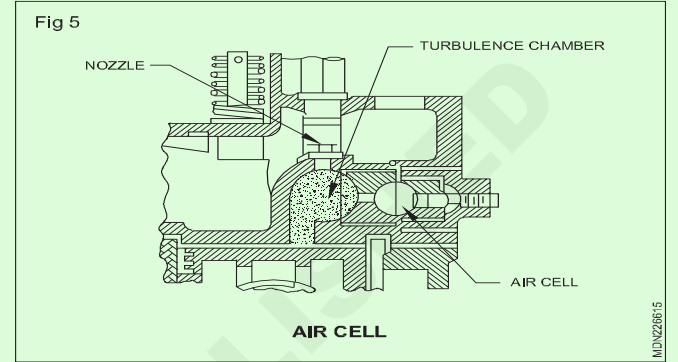 Fig 5
TURBULENCE CHAMBER
NOZZLE
AIR CELL
AIR CELL
MDN226615